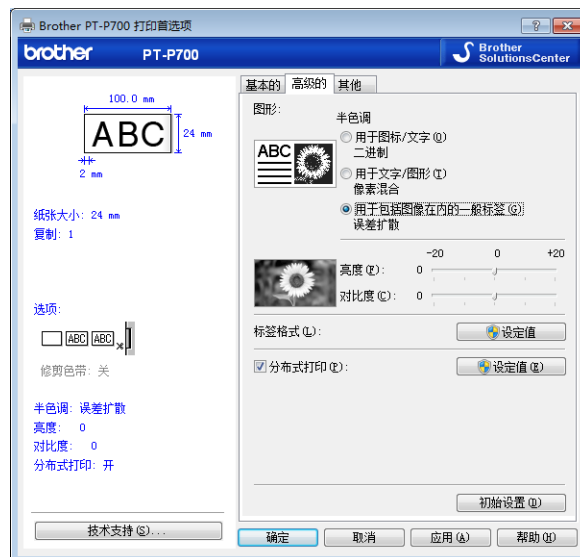 Brother PT-P700 打印首选项
brother PT-P700
Brother
SolutionsCenter
100.0 mm
ABC
24 mm
2 mm
纸张大小: 24 mm
复制: 1
选项:
ABC ABC
修剪色带: 关
半色调: 误差扩散
亮度: 0
对比度: 0
分布式打印: 开
技术支持(S)...
基本的 高级的 其他
图形:
半色调
ABC
用于图标/文字(Q)
二进制
用于文字/图形(T)
像素混合
用于包括图像在内的一般标签(G)
误差扩散
-20 0 +20
亮度(F): 0
对比度(C): 0
标签格式(L): 设定值
分布式打印(P): 设定值(E)
初始设置(D)
确定 取消 应用(A) 帮助(H)